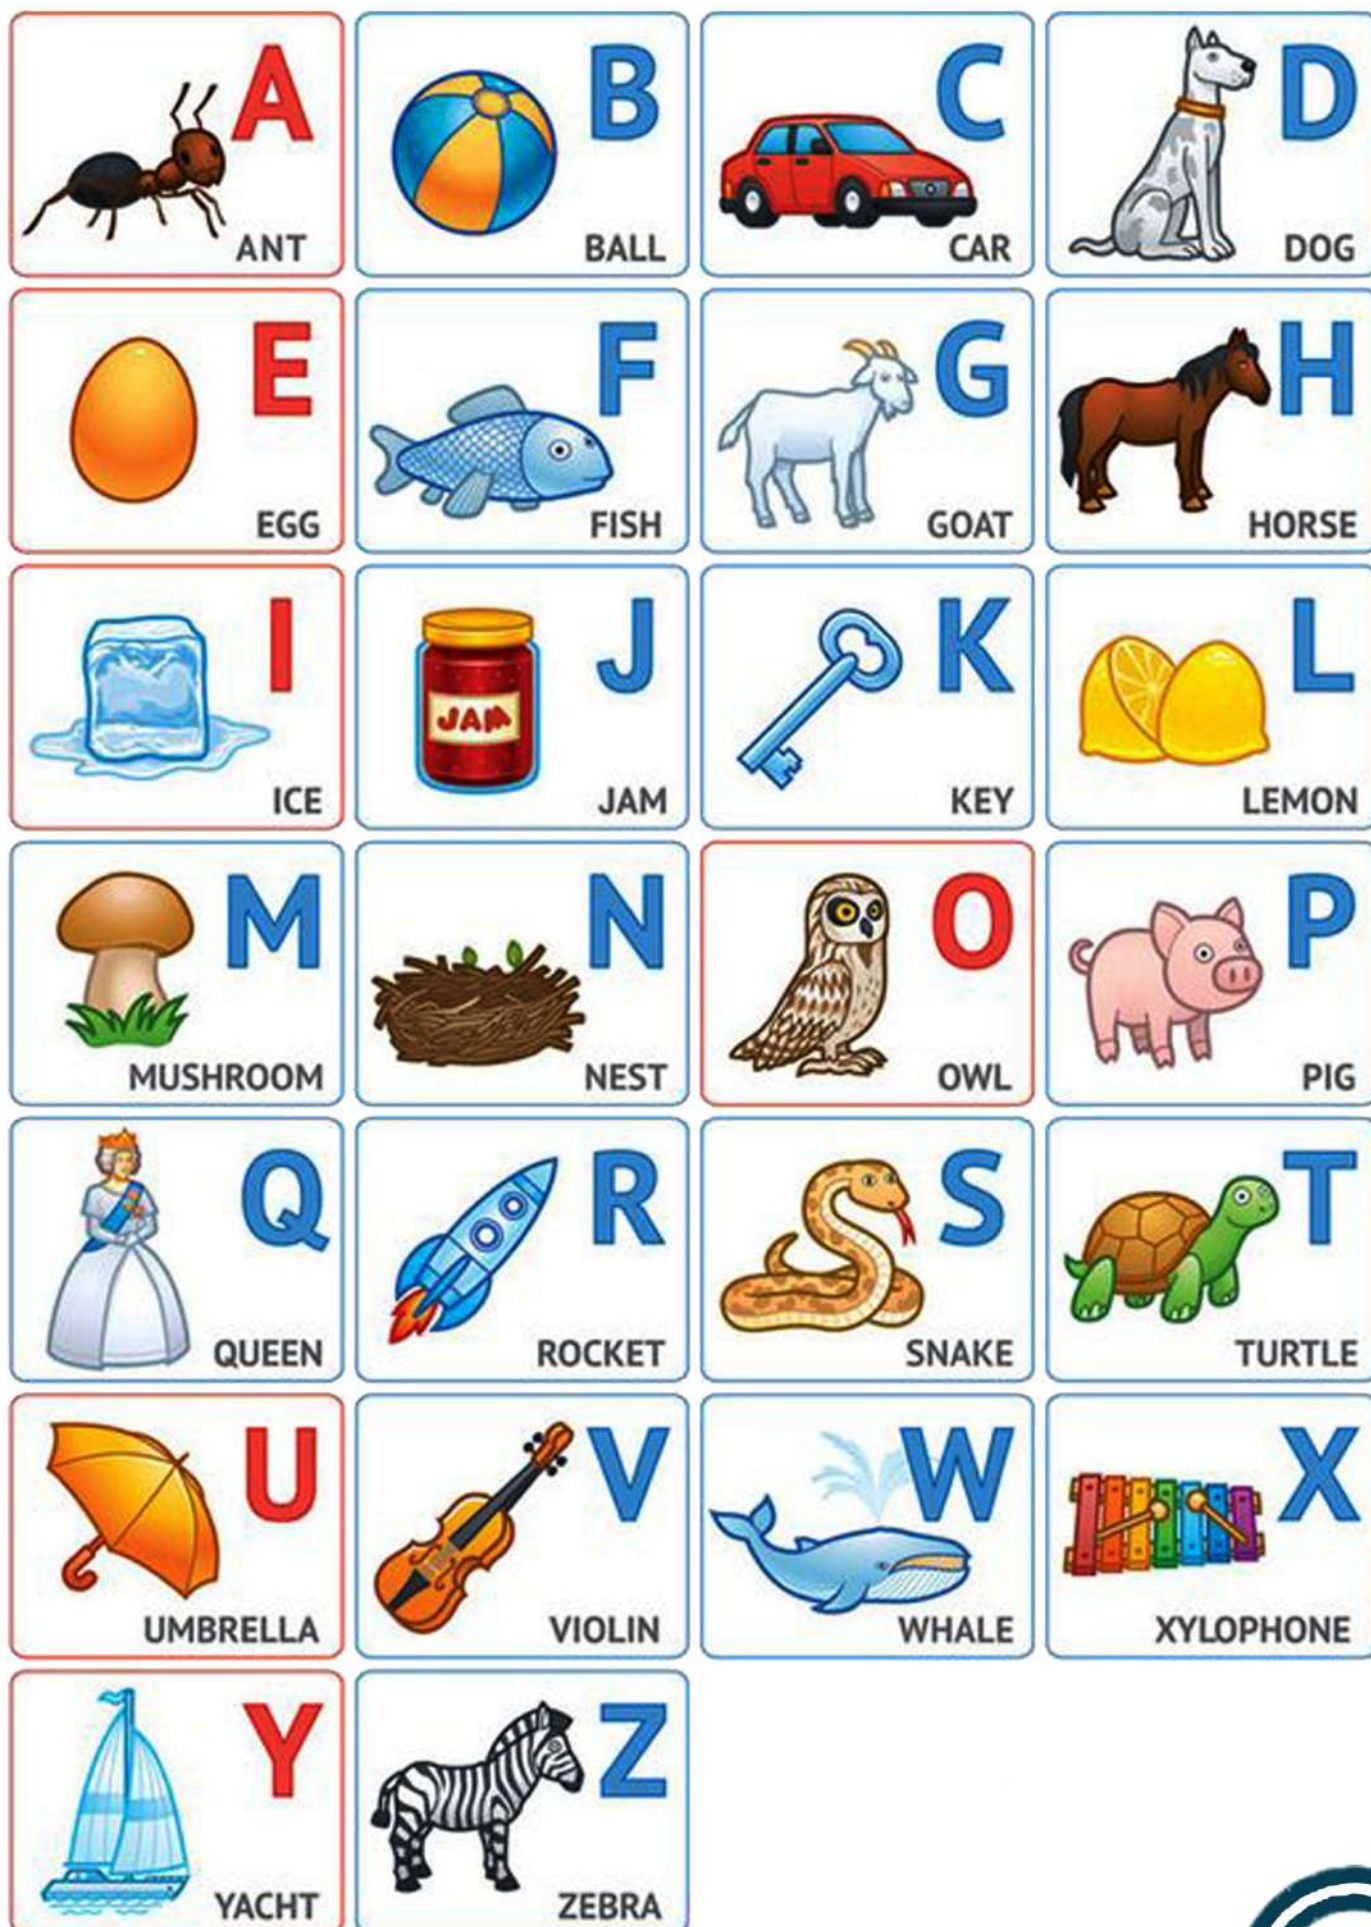 A
ANT
B
BALL
C
CAR
D
DOG
E
EGG
F
FISH
G
GOAT
H
HORSE
I
ICE
J
JAM
JAM
K
KEY
L
LEMON
M
MUSHROOM
N
NEST
O
OWL
P
PIG
Q
QUEEN
R
ROCKET
S
SNAKE
T
TURTLE
U
UMBRELLA
V
VIOLIN
W
WHALE
X
XYLOPHONE
Y
YACHT
Z
ZEBRA